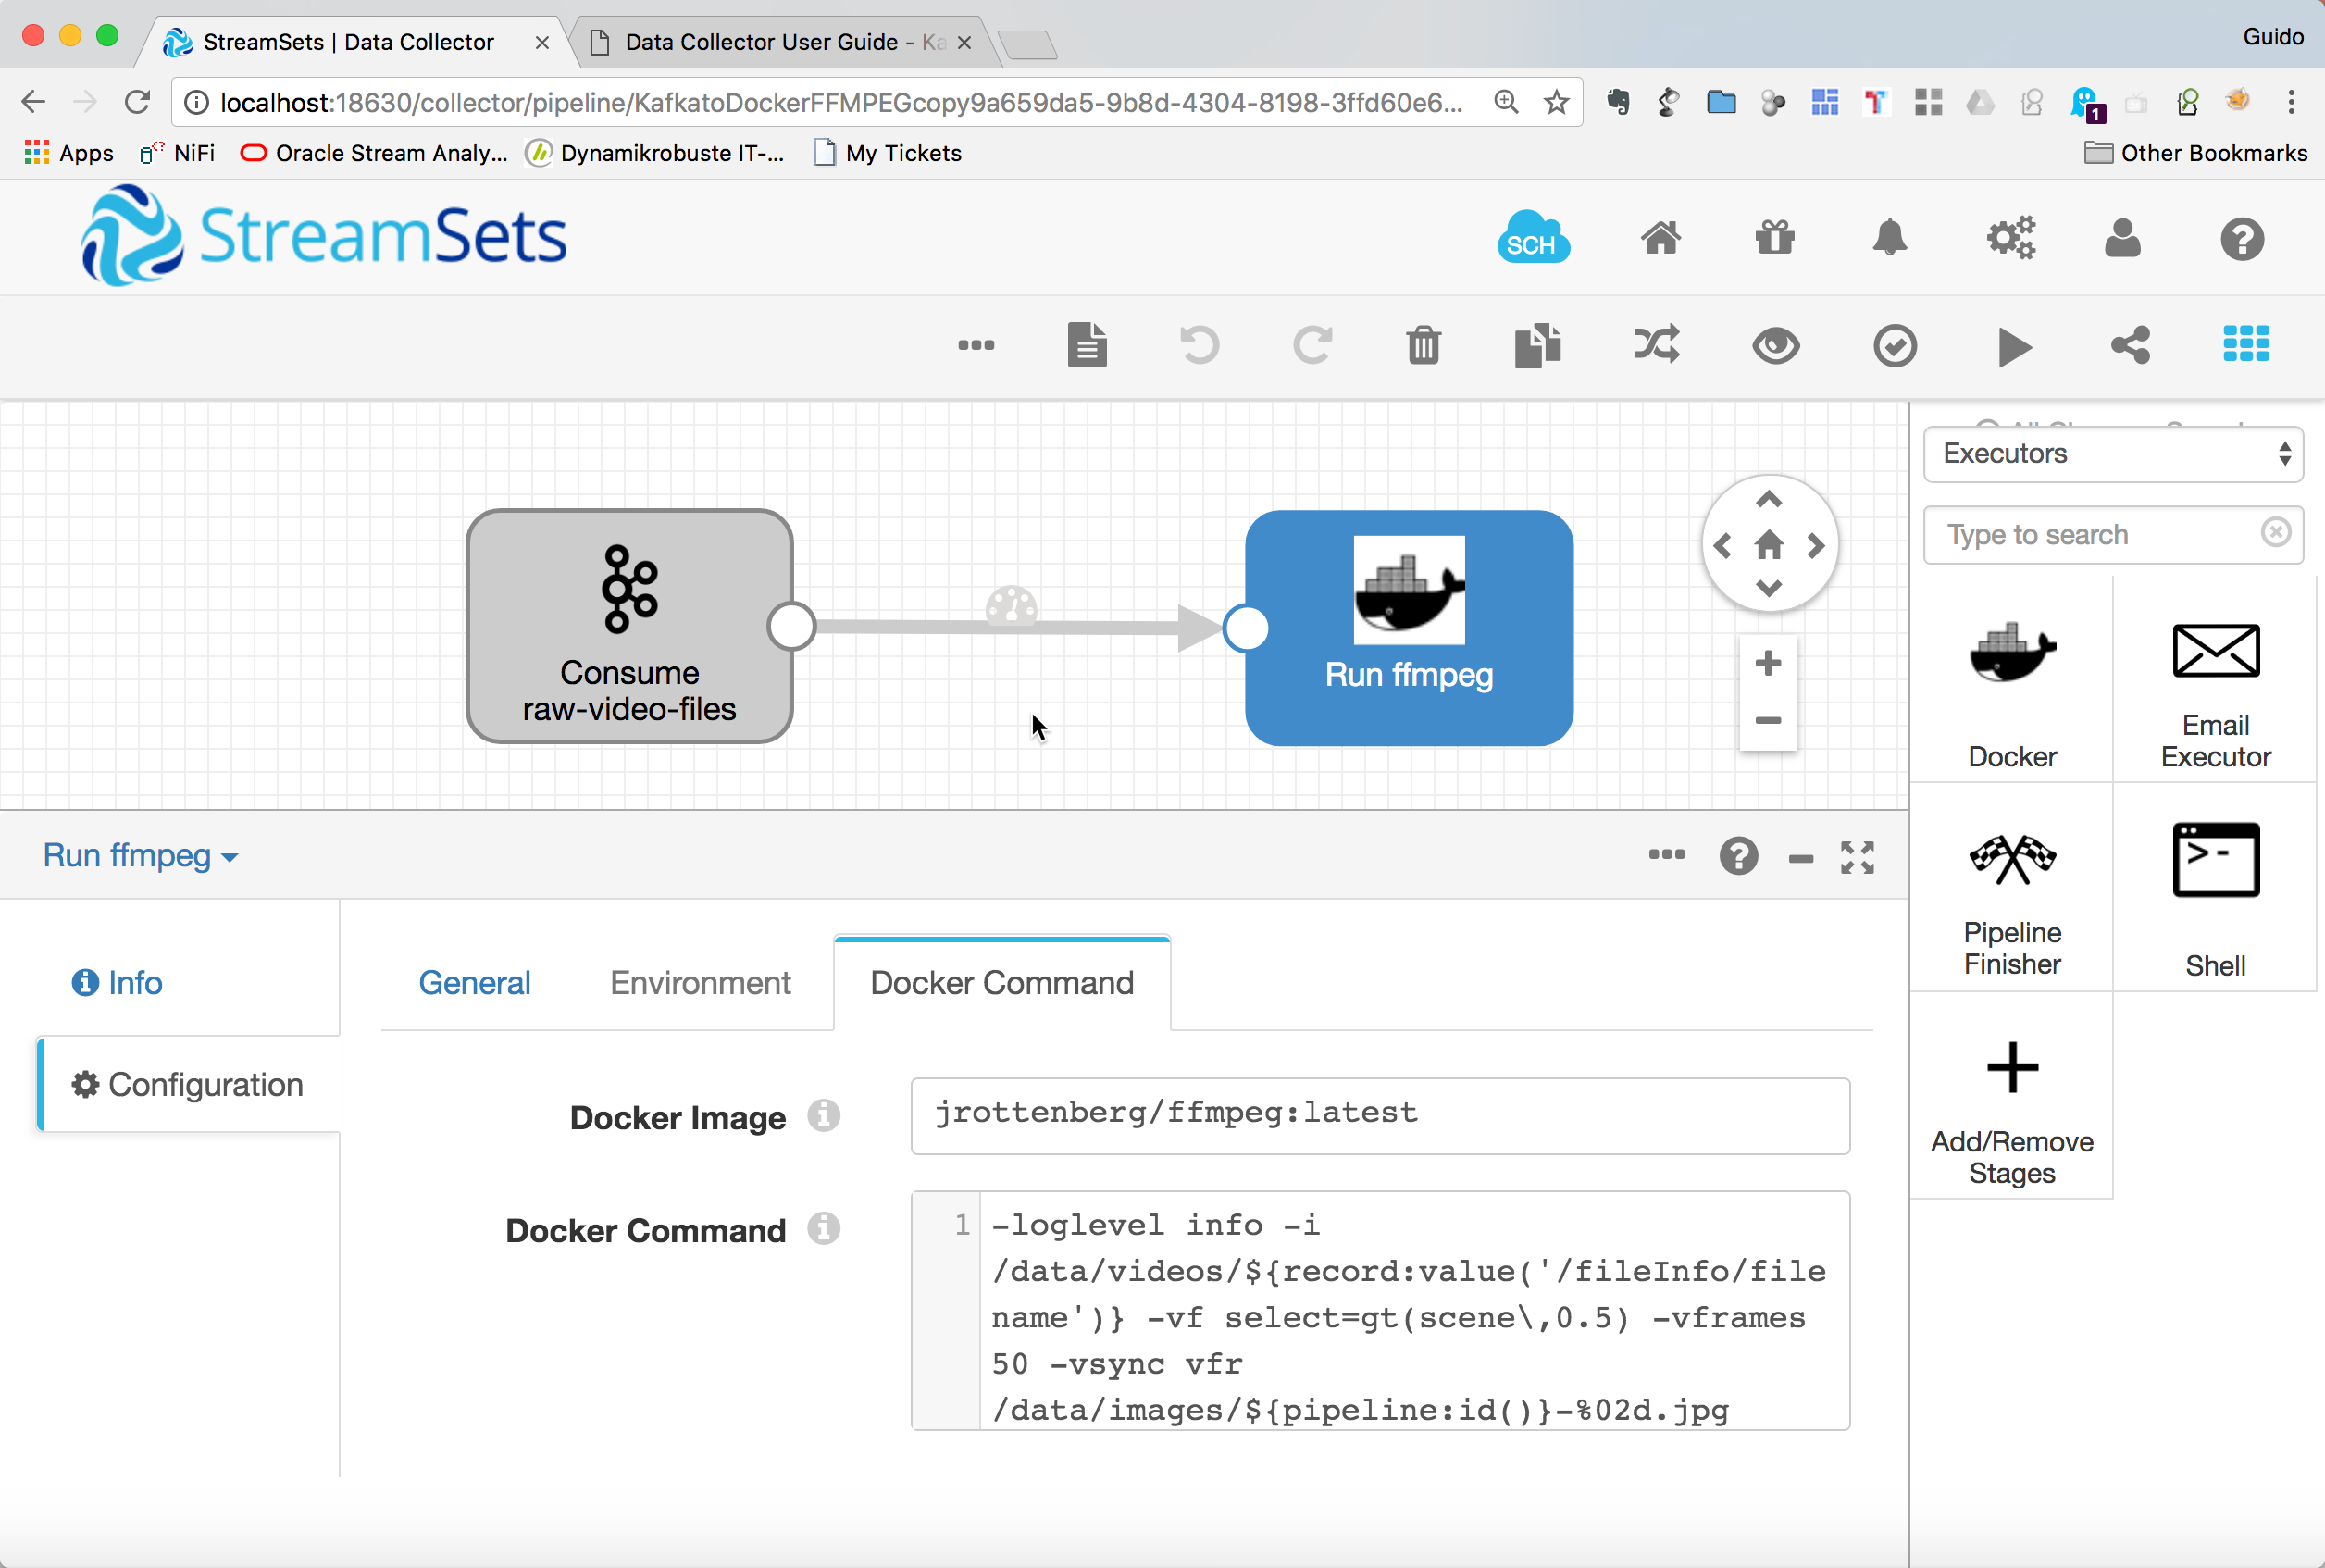 StreamSets | Data Collector
Data Collector User Guide - Ka
Guido
localhost:18630/collector/pipeline/KafkatoDockerFFMPEGcopy9a659da5-9b8d-4304-8198-3ffd60e6...
1
Apps
NiFi
Oracle Stream Analy...
Dynamikrobuste IT-...
My Tickets
Other Bookmarks
StreamSets
SCH
Executors
Type to search
Consume
raw-video-files
Run ffmpeg
Docker
Email
Executor
Pipeline
Finisher
Shell
Add/Remove
Stages
Run ffmpeg
Info
Configuration
General
Environment
Docker Command
Docker Image
jrottenberg/ffmpeg:latest
Docker Command
1
-loglevel info -i
/data/videos/${record:value('/fileInfo/file
name')} -vf select=gt(scene\,0.5) -vframes
50 -vsync vfr
/data/images/${pipeline:id()}-%02d.jpg